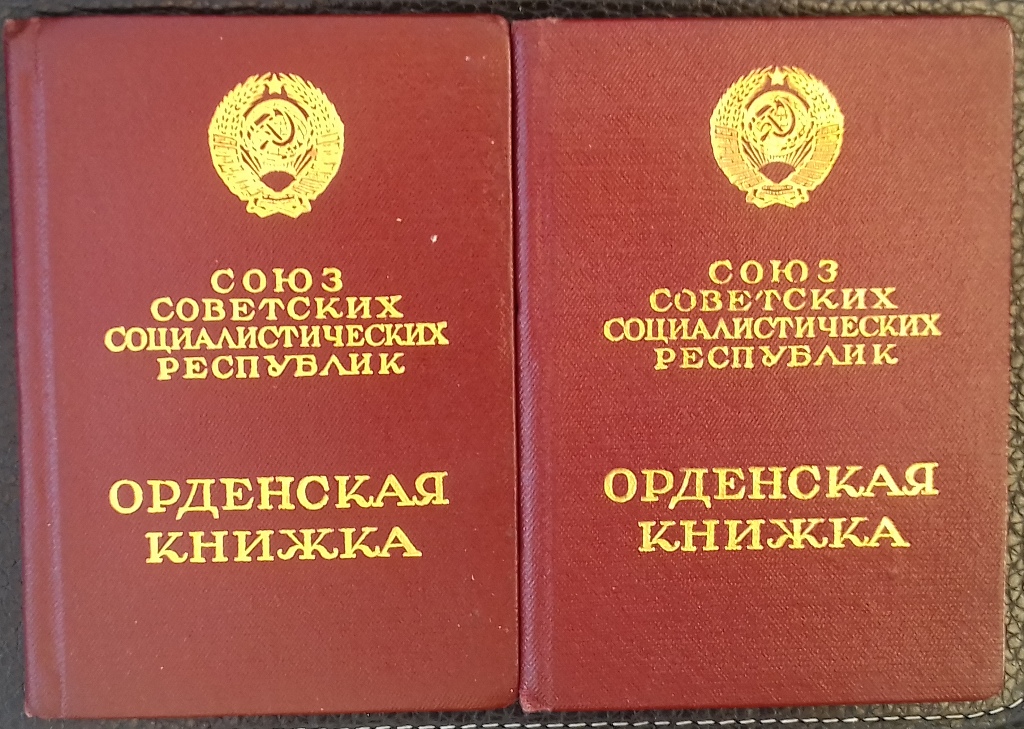 СОЮЗ
СОВЕТСКИХ
СОЦИАЛИСТИЧЕСКИХ
РЕСПУБЛИК
ОРДЕНСКАЯ
КНИЖКА
СОЮЗ
СОВЕТСКИХ
СОЦИАЛИСТИЧЕСКИХ
РЕСПУБЛИК
ОРДЕНСКАЯ
КНИЖКА